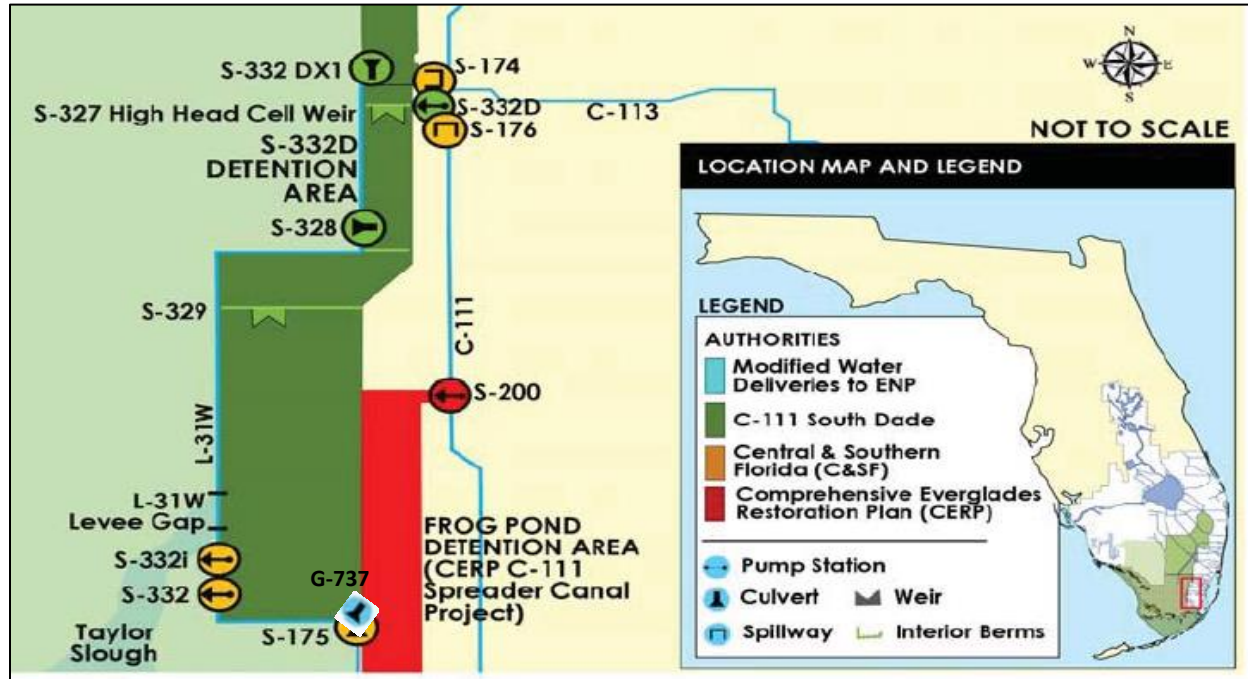 S-332 DX1
S-174
S-327 High Head Cell Weir
S-332D
C-113
S-176
S-332D
DETENTION
AREA
S-328
S-329
C-111
S-200
L-31W
L-31W
Levee Gap
FROG POND
DETENTION AREA
(CERP C-111
Spreader Canal
Project)
S-332i
G-737
S-332
S-175
Taylor
Slough
N
W
E
S
NOT TO SCALE
LOCATION MAP AND LEGEND
LEGEND
AUTHORITIES
Modified Water
Deliveries to ENP
C-111 South Dade
Central & Southern
Florida (C&SF)
Comprehensive Everglades
Restoration Plan (CERP)
Pump Station
Culvert
Weir
Spillway
Interior Berms